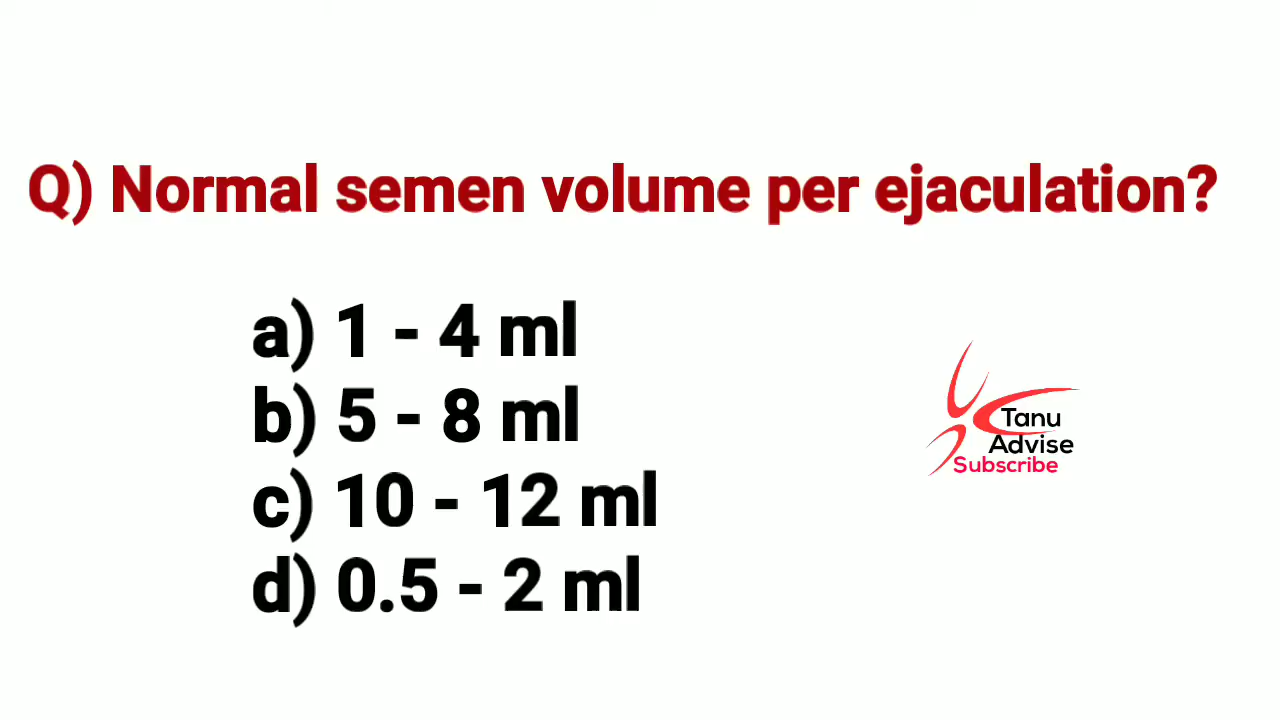 Q) Normal semen volume per ejaculation?
a) 1 - 4 ml
b) 5 - 8 ml
c) 10 - 12 ml
d) 0.5 - 2 ml
Tanu
Advise
Subscribe